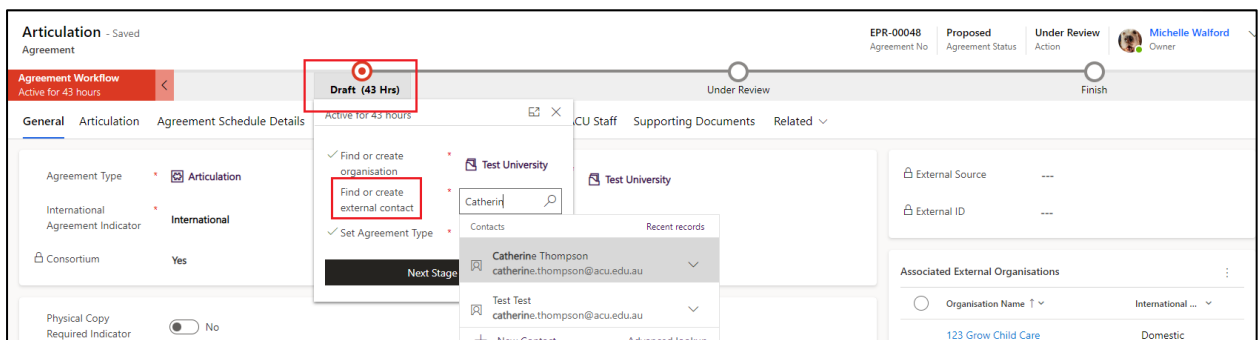 Articulation - Saved
Agreement
EPR-00048
Agreement No
Proposed
Agreement Status
Under Review
Action
Michelle Walford
Owner
Agreement Workflow
Active for 43 hours
Draft (43 Hrs)
Under Review
Finish
General Articulation Agreement Schedule Details ACU Staff Supporting Documents Related
Active for 43 hours
Agreement Type * Articulation
International
Agreement Indicator
*
International
Consortium Yes
Physical Copy
Required Indicator
No
Find or create
organisation
*
Test University
Find or create
external contact
*
Catherin
Set Agreement Type *
Next Stage
Contacts Recent records
Catherine Thompson
catherine.thompson@acu.edu.au
Test Test
catherine.thompson@acu.edu.au
+ New Contact Advanced lookup
Test University
External Source ---
External ID ---
Associated External Organisations
Organisation Name ↑ International ...
123 Grow Child Care Domestic